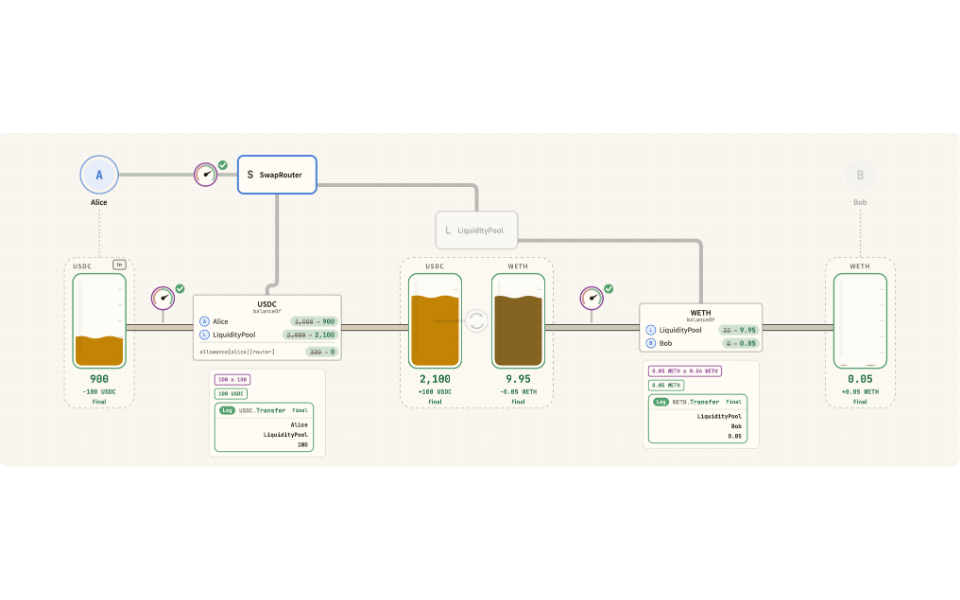 A
Alice
S SwapRouter
B
Bob
L LiquidityPool
USDC In
900
-100 USDC
Final
USDC
balanceOf
A Alice 1,000 → 900
L LiquidityPool → 2,100
allowance[alice][router] 100 → 0
100 ≥ 100
100 USDC
Log USDC.Transfer Final
Alice
LiquidityPool
100
USDC
2,100
+100 USDC
Final
WETH
9.95
-0.05 WETH
Final
WETH
balanceOf
L LiquidityPool 10 → 9.95
B Bob 0 → 0.05
0.05 WETH ≥ 0.04 WETH
0.05 WETH
Log WETH.Transfer Final
LiquidityPool
Bob
0.05
WETH
0.05
+0.05 WETH
Final